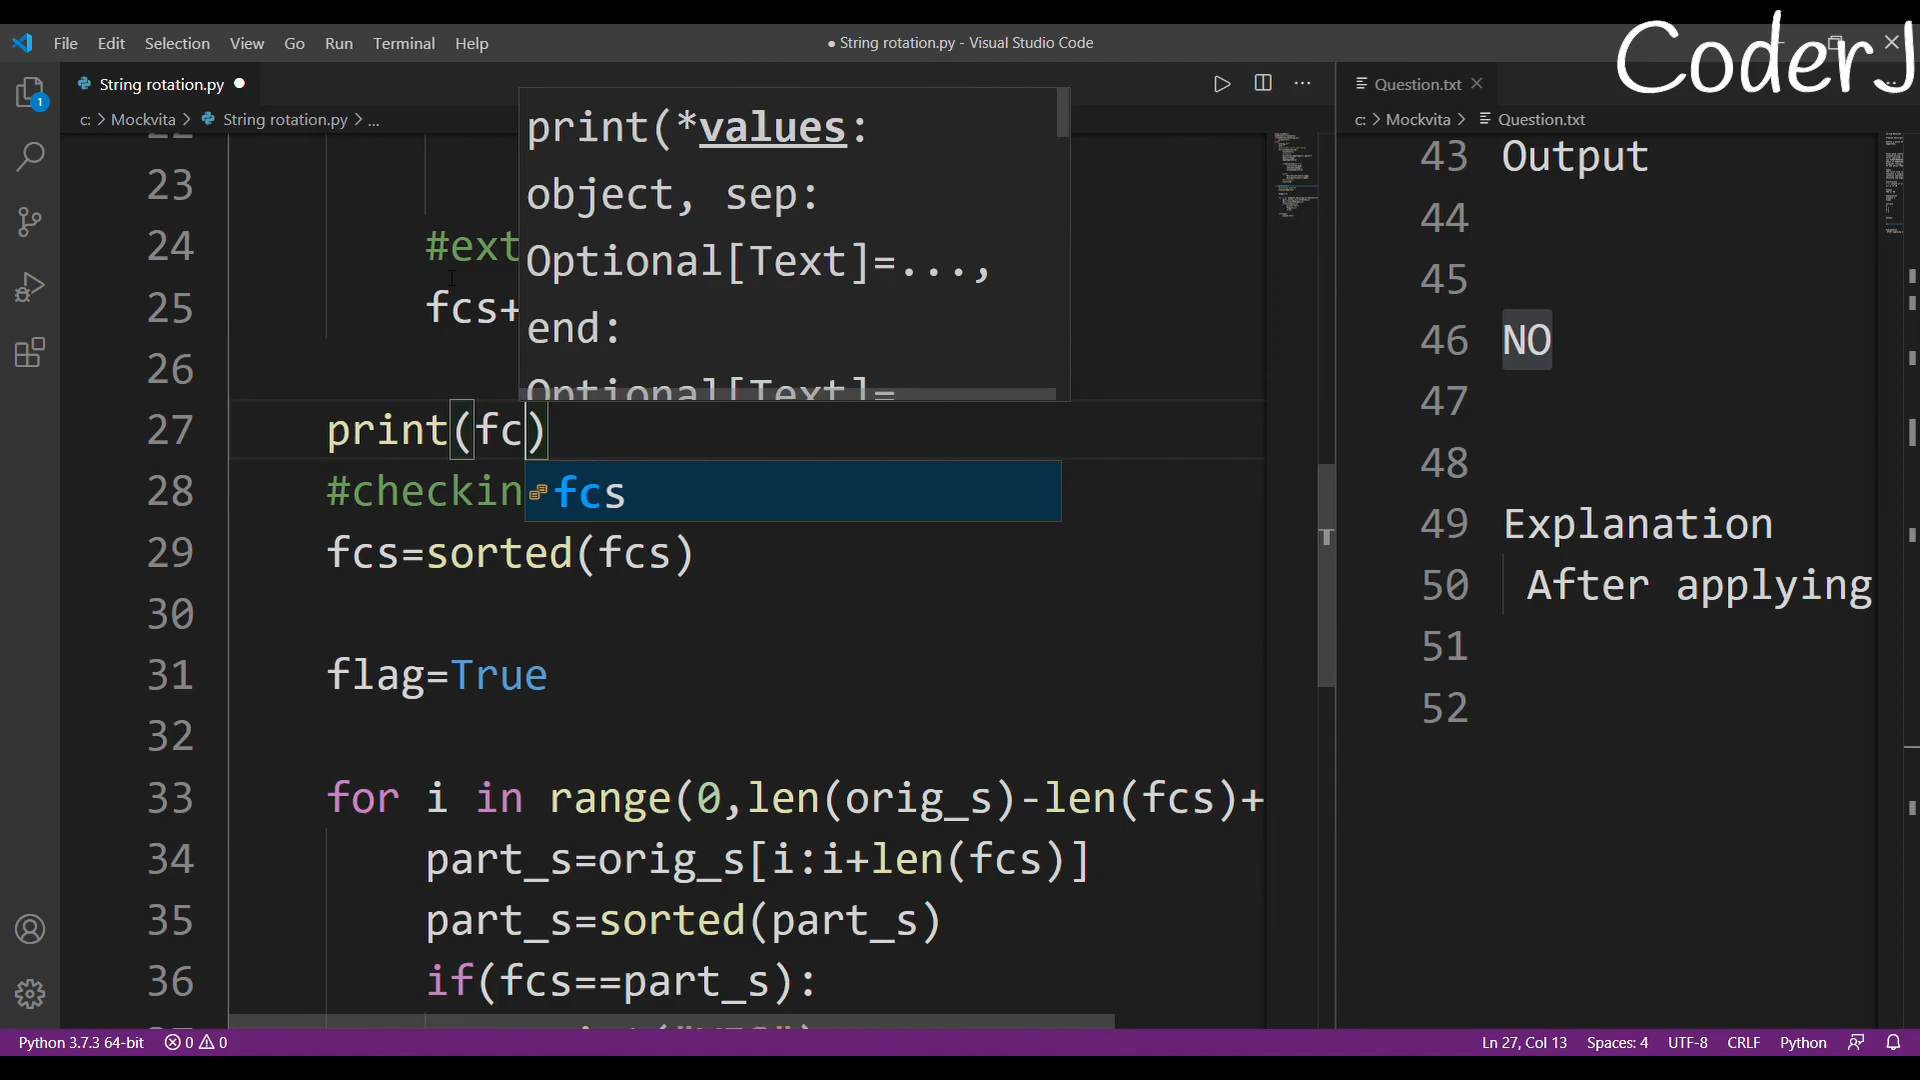 CoderJ
File Edit Selection View Go Run Terminal Help
● String rotation.py - Visual Studio Code
String rotation.py ●
Question.txt
c: > Mockvita > String rotation.py > ...
c: > Mockvita > Question.txt
1
22
23
24 #ext
25 fcs+
26
27 print(fc)
28 #checkin
29 fcs=sorted(fcs)
30
31 flag=True
32
33 for i in range(0,len(orig_s)-len(fcs)+
34 part_s=orig_s[i:i+len(fcs)]
35 part_s=sorted(part_s)
36 if(fcs==part_s):
print(*values:
object, sep:
Optional[Text]=...,
end:
Optional[Text]=
fcs
43 Output
44
45
46 NO
47
48
49 Explanation
50 After applying
51
52
Python 3.7.3 64-bit 0 0 Ln 27, Col 13 Spaces: 4 UTF-8 CRLF Python